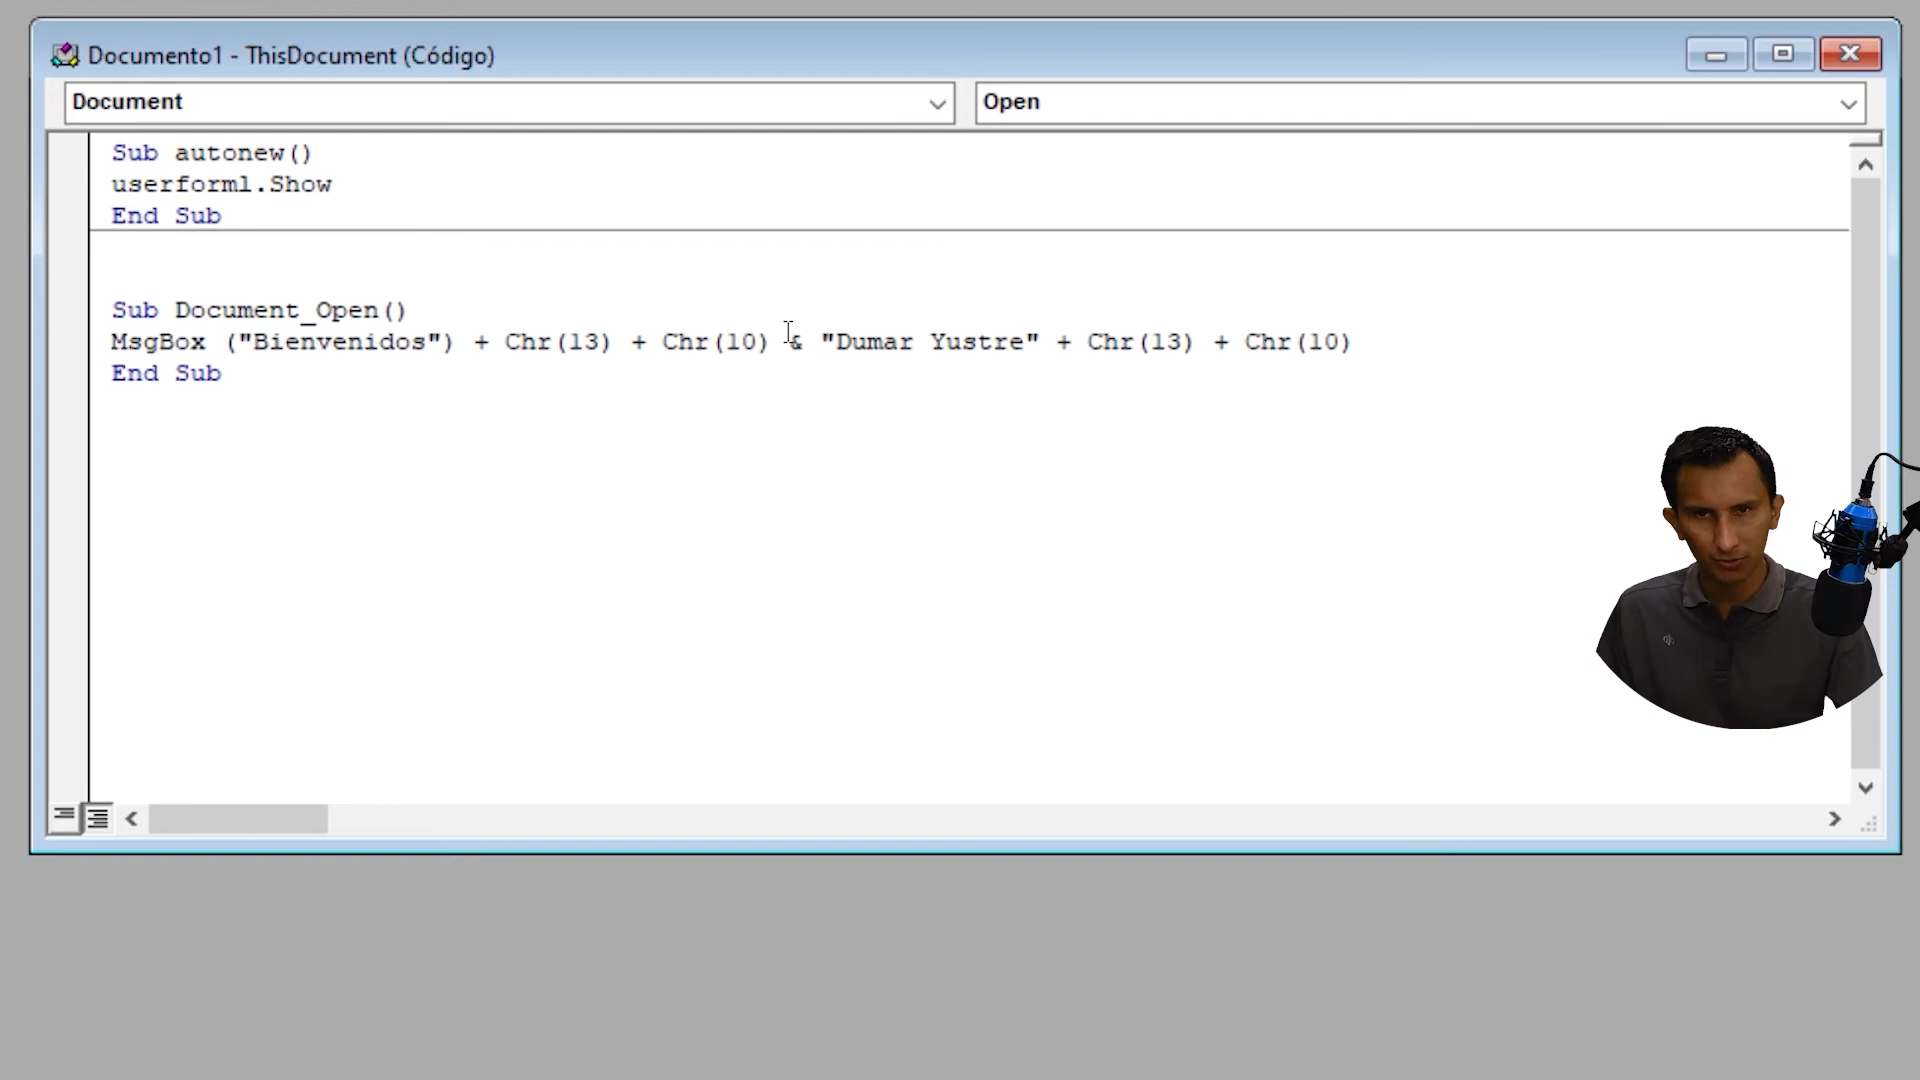 Documento1 - ThisDocument (Código)
Document
Open
Sub autonew()
userform1.Show
End Sub
Sub Document_Open()
MsgBox ("Bienvenidos") + Chr(13) + Chr(10) & "Dumar Yustre" + Chr(13) + Chr(10)
End Sub